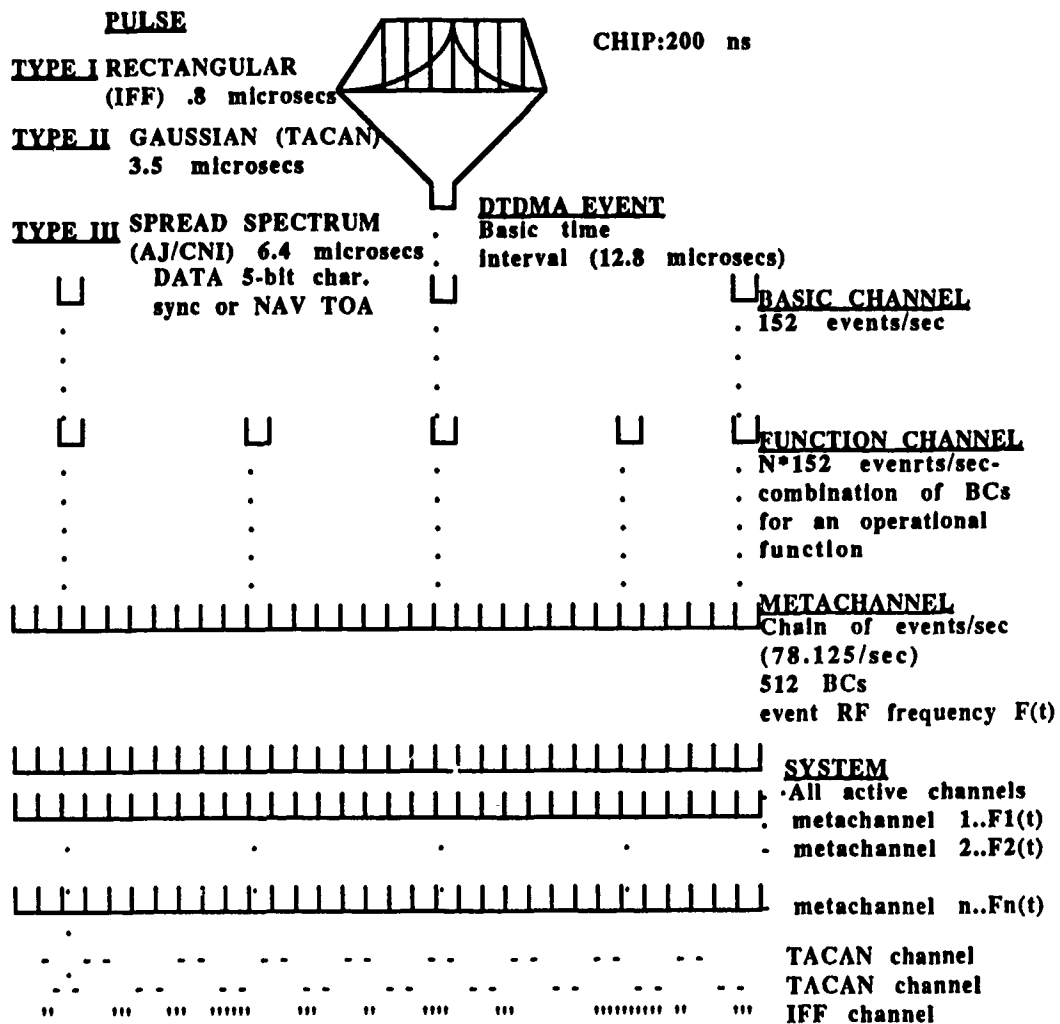 PULSE
CHIP:200 ns
TYPE I RECTANGULAR
(IFF) .8 microsecs
TYPE II GAUSSIAN (TACAN)
3.5 microsecs
TYPE III SPREAD SPECTRUM
(AJ/CNI) 6.4 microsecs
DATA 5-bit char.
sync or NAV TOA
DTDMA EVENT
Basic time
interval (12.8 microsecs)
BASIC CHANNEL
152 events/sec
FUNCTION CHANNEL
N*152 evenrts/sec-
combination of BCs
for an operational
function
METACHANNEL
Chain of events/sec
(78.125/sec)
512 BCs
event RF frequency F(t)
SYSTEM
All active channels
metachannel 1..F1(t)
metachannel 2..F2(t)
metachannel n..Fn(t)
TACAN channel
TACAN channel
IFF channel